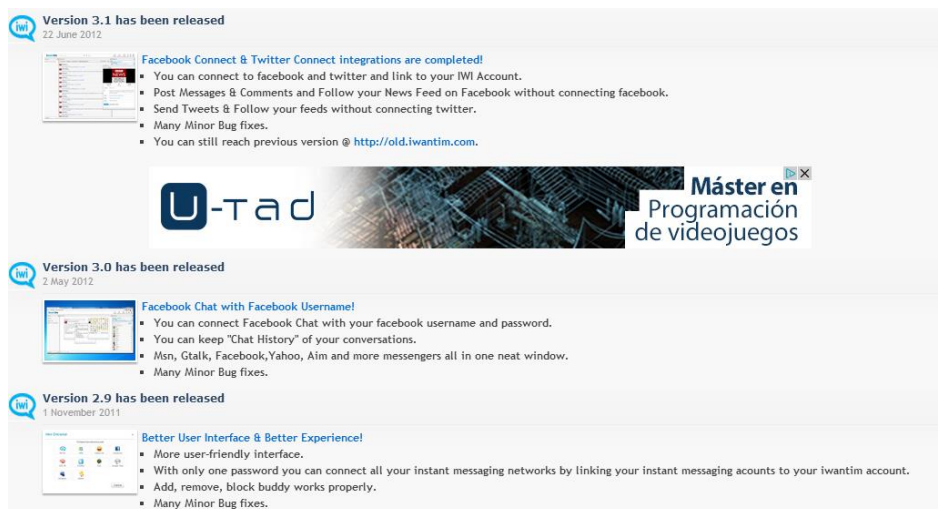 iwi
Version 3.1 has been released
22 June 2012
Facebook Connect & Twitter Connect integrations are completed!
You can connect to facebook and twitter and link to your IWI Account.
Post Messages & Comments and Follow your News Feed on Facebook without connecting facebook.
Send Tweets & Follow your feeds without connecting twitter.
Many Minor Bug fixes.
You can still reach previous version @ http://old.iwantim.com.
U-tad
Máster en
Programación
de videojuegos
iwi
Version 3.0 has been released
2 May 2012
Facebook Chat with Facebook Username!
You can connect Facebook Chat with your facebook username and password.
You can keep "Chat History" of your conversations.
Msn, Gtalk, Facebook,Yahoo, Aim and more messengers all in one neat window.
Many Minor Bug fixes.
iwi
Version 2.9 has been released
1 November 2011
Better User Interface & Better Experience!
More user-friendly interface.
With only one password you can connect all your instant messaging networks by linking your instant messaging acounts to your iwantim account.
Add, remove, block buddy works properly.
Many Minor Bug fixes.